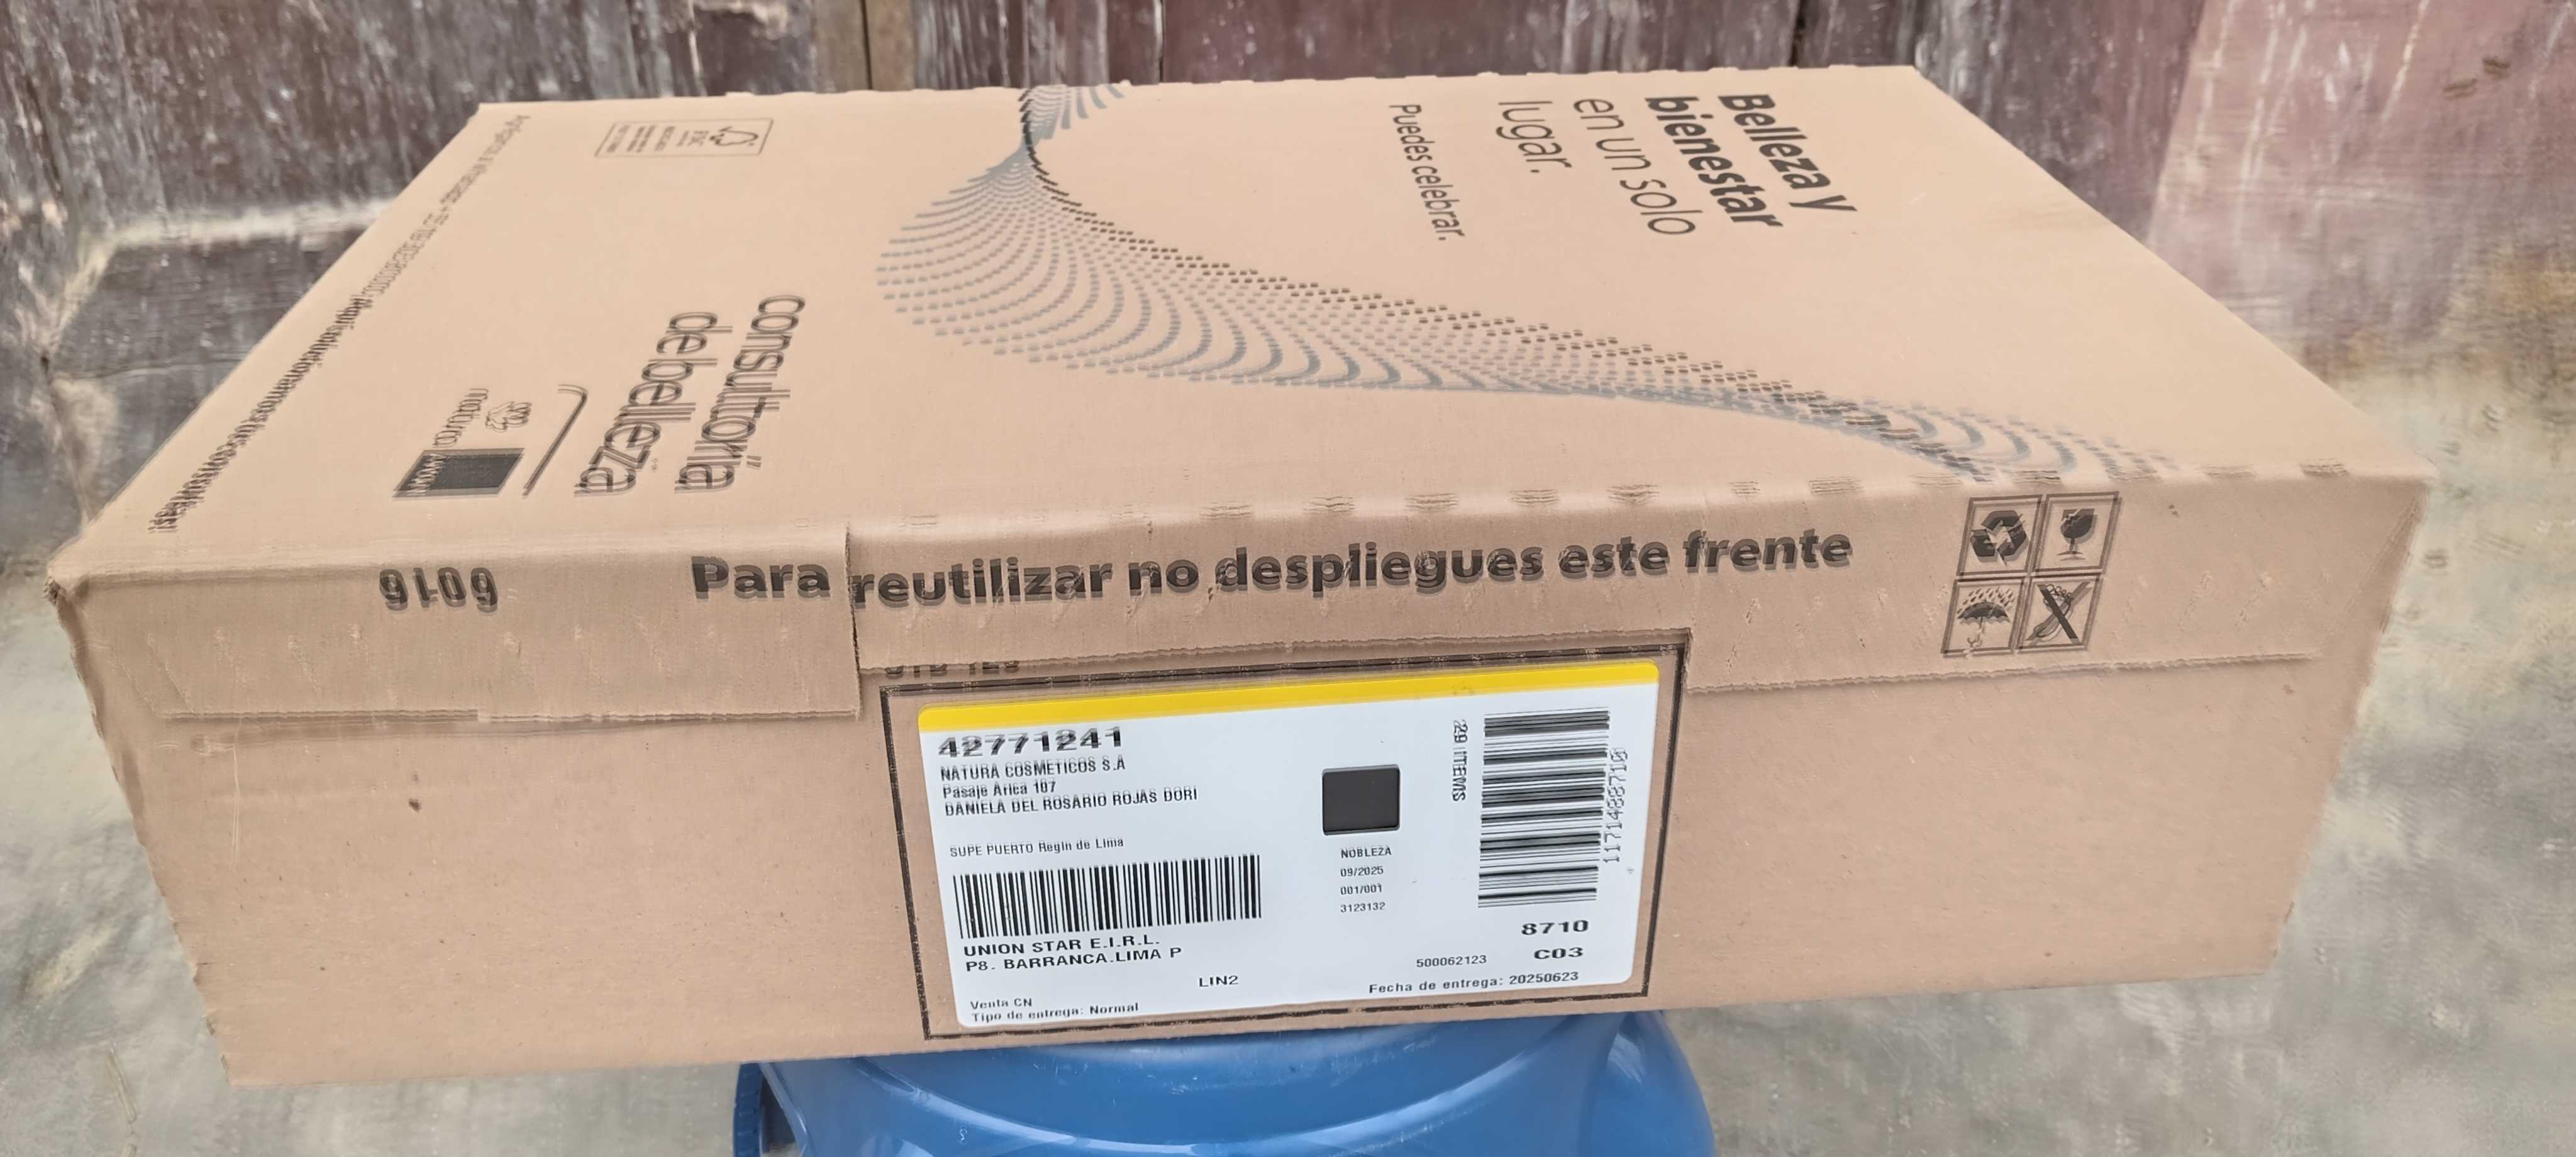 Belleza y
bienestar
en un solo
lugar.
Puedes celebrar.
consultoría
de belleza
natura
AVON
6016
Para reutilizar no despliegues este frente
42771241
NATURA COSMETICOS S.A
Pasaje Arica 107
DANIELA DEL ROSARIO ROJAS DORI
SUPE PUERTO Regin de Lima
UNION STAR E.I.R.L.
P8. BARRANCA.LIMA P
LIN2
Venta CN
Tipo de entrega: Normal
NOBLEZA
09/2025
001/001
3123132
29 ITEMS
11714888710
8710
C03
500062123
Fecha de entrega: 20250623